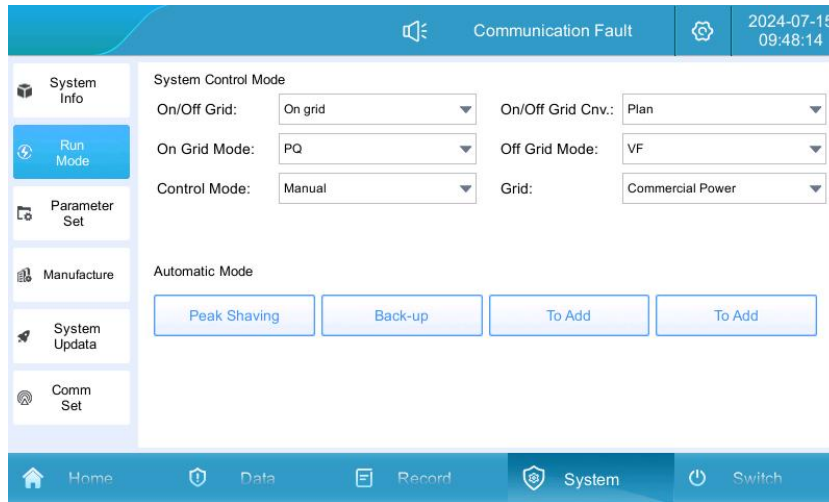 Communication Fault
2024-07-15
09:48:14
System
Info
Run
Mode
Parameter
Set
Manufacture
System
Updata
Comm
Set
System Control Mode
On/Off Grid: On grid On/Off Grid Cnv.: Plan
On Grid Mode: PQ Off Grid Mode: VF
Control Mode: Manual Grid: Commercial Power
Automatic Mode
Peak Shaving Back-up To Add To Add
Home Data Record System Switch